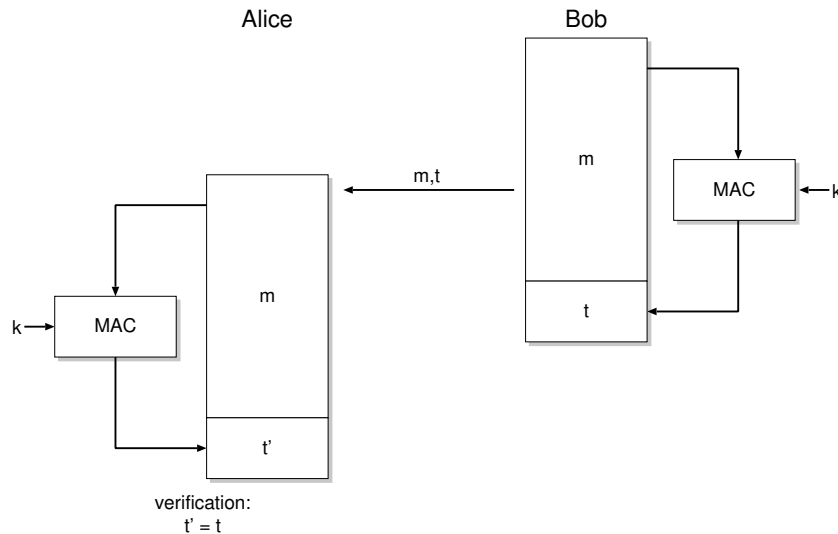 Alice
Bob
m
MAC
k
m,t
t
m
k
MAC
t'
verification:
t' = t